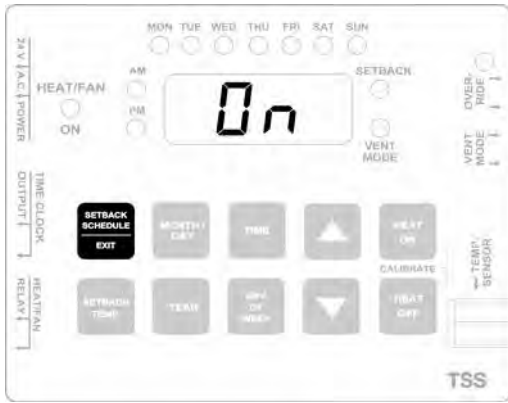 MON TUE WED THU FRI SAT SUN
24 V
A.C. POWER
HEAT/FAN
ON
AM
PM
On
SETBACK
VENT
MODE
OVER-
RIDE
VENT
MODE
TIME CLOCK
OUTPUT
SETBACK
SCHEDULE
EXIT
MONTH /
DAY
TIME
HEAT
ON
CALIBRATE
TEMP.
SENSOR
HEAT/FAN
RELAY
SETBACK
TEMP
YEAR
DAY
OF
WEEK
HEAT
OFF
TSS